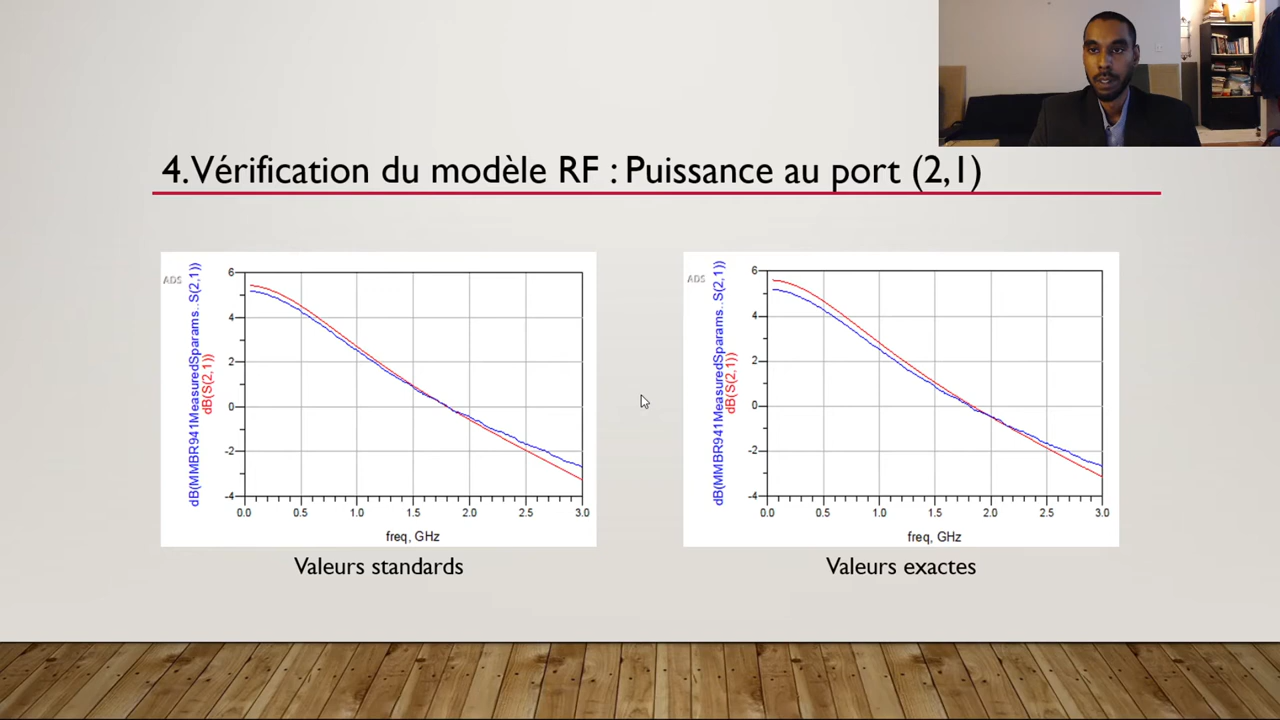 4. Vérification du modèle RF : Puissance au port (2,1)
ADS
dB(MMBR941MeasuredSparams..S(2,1))
dB(S(2,1))
6
4
2
0
-2
-4
0.0 0.5 1.0 1.5 2.0 2.5 3.0
freq, GHz
Valeurs standards
ADS
dB(MMBR941MeasuredSparams..S(2,1))
dB(S(2,1))
6
4
2
0
-2
-4
0.0 0.5 1.0 1.5 2.0 2.5 3.0
freq, GHz
Valeurs exactes